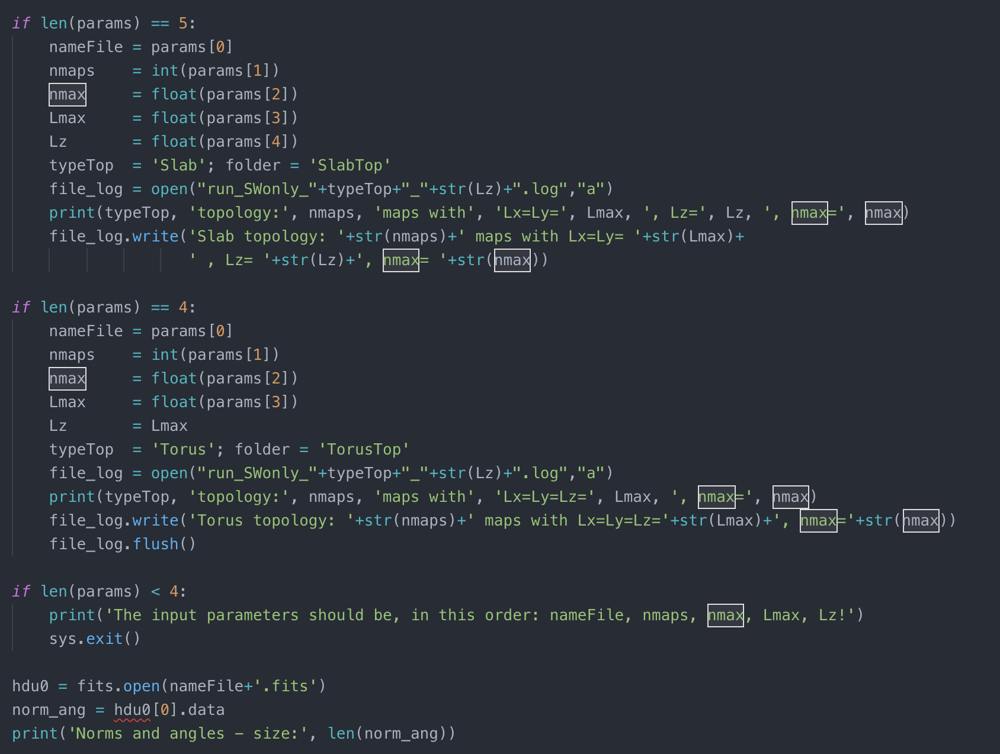 if len(params) == 5:
    nameFile = params[0]
    nmaps    = int(params[1])
    nmax     = float(params[2])
    Lmax     = float(params[3])
    Lz       = float(params[4])
    typeTop  = 'Slab'; folder = 'SlabTop'
    file_log = open("run_SWonly_"+typeTop+"_"+str(Lz)+".log","a")
    print(typeTop, 'topology:', nmaps, 'maps with', 'Lx=Ly=', Lmax, ', Lz=', Lz, ', nmax=', nmax)
    file_log.write('Slab topology: '+str(nmaps)+' maps with Lx=Ly= '+str(Lmax)+
                   ' , Lz= '+str(Lz)+', nmax= '+str(nmax))

if len(params) == 4:
    nameFile = params[0]
    nmaps    = int(params[1])
    nmax     = float(params[2])
    Lmax     = float(params[3])
    Lz       = Lmax
    typeTop  = 'Torus'; folder = 'TorusTop'
    file_log = open("run_SWonly_"+typeTop+"_"+str(Lz)+".log","a")
    print(typeTop, 'topology:', nmaps, 'maps with', 'Lx=Ly=Lz=', Lmax, ', nmax=', nmax)
    file_log.write('Torus topology: '+str(nmaps)+' maps with Lx=Ly=Lz='+str(Lmax)+', nmax='+str(nmax))
    file_log.flush()

if len(params) < 4:
    print('The input parameters should be, in this order: nameFile, nmaps, nmax, Lmax, Lz!')
    sys.exit()

hdu0 = fits.open(nameFile+'.fits')
norm_ang = hdu0[0].data
print('Norms and angles – size:', len(norm_ang))